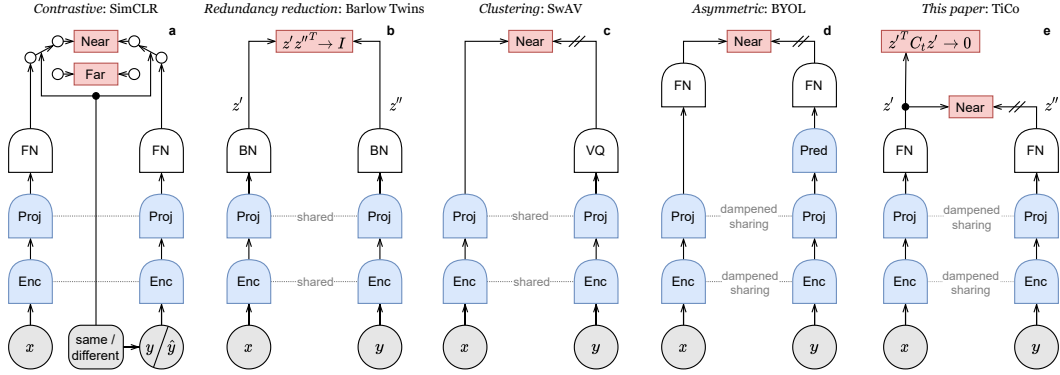 Contrastive: SimCLR
a
Near
Far
FN
FN
Proj
Proj
Enc
Enc
x
same /
different
y/ŷ
Redundancy reduction: Barlow Twins
b
z'z''ᵀ → I
z'
z''
BN
BN
Proj
shared
Proj
Enc
shared
Enc
x
y
Clustering: SwAV
c
Near
VQ
Proj
shared
Proj
Enc
shared
Enc
x
y
Asymmetric: BYOL
d
Near
FN
FN
Pred
Proj
dampened
sharing
Proj
Enc
dampened
sharing
Enc
x
y
This paper: TiCo
e
z'ᵀCₜz' → 0
z'
Near
z''
FN
FN
Proj
dampened
sharing
Proj
Enc
dampened
sharing
Enc
x
y